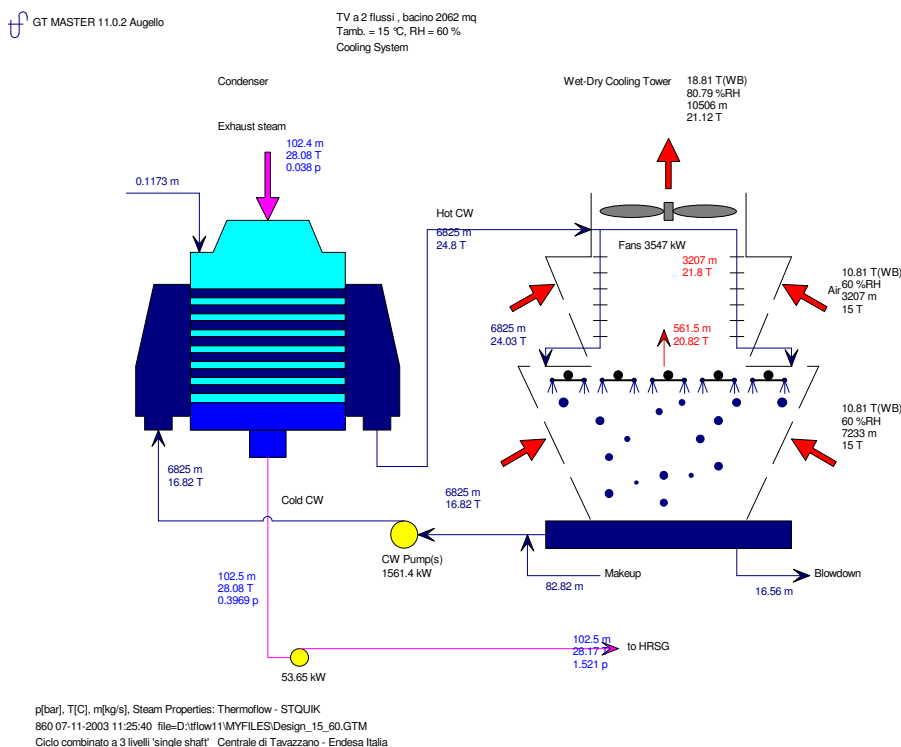 GT MASTER 11.0.2 Augello
TV a 2 flussi , bacino 2062 mq
Tamb. = 15 °C, RH = 60 %
Cooling System
Condenser
Wet-Dry Cooling Tower
18.81 T(WB)
80.79 %RH
10506 m
21.12 T
Exhaust steam
102.4 m
28.08 T
0.038 p
0.1173 m
Hot CW
6825 m
24.8 T
Fans 3547 kW
3207 m
21.8 T
10.81 T(WB)
60 %RH
Air
3207 m
15 T
6825 m
24.03 T
561.5 m
20.82 T
10.81 T(WB)
60 %RH
7233 m
15 T
6825 m
16.82 T
Cold CW
6825 m
16.82 T
CW Pump(s)
1561.4 kW
Makeup
82.82 m
Blowdown
16.56 m
102.5 m
28.08 T
0.3969 p
53.65 kW
102.5 m
28.17 T
1.521 p
to HRSG
p[bar], T[C], m[kg/s], Steam Properties: Thermoflow - STQUIK
860 07-11-2003 11:25:40 file=D:\tflow11\MYFILES\Design_15_60.GTM
Ciclo combinato a 3 livelli 'single shaft' Centrale di Tavazzano - Endesa Italia